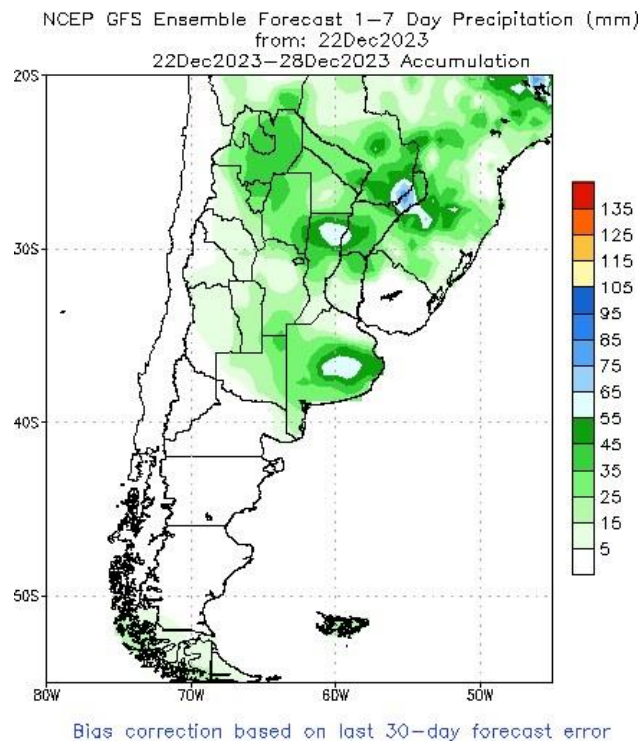 NCEP GFS Ensemble Forecast 1-7 Day Precipitation (mm)
from: 22Dec2023
22Dec2023-28Dec2023 Accumulation
20S
30S
40S
50S
80W
70W
60W
50W
135
125
115
105
95
85
75
65
55
45
35
25
15
5
Bias correction based on last 30-day forecast error